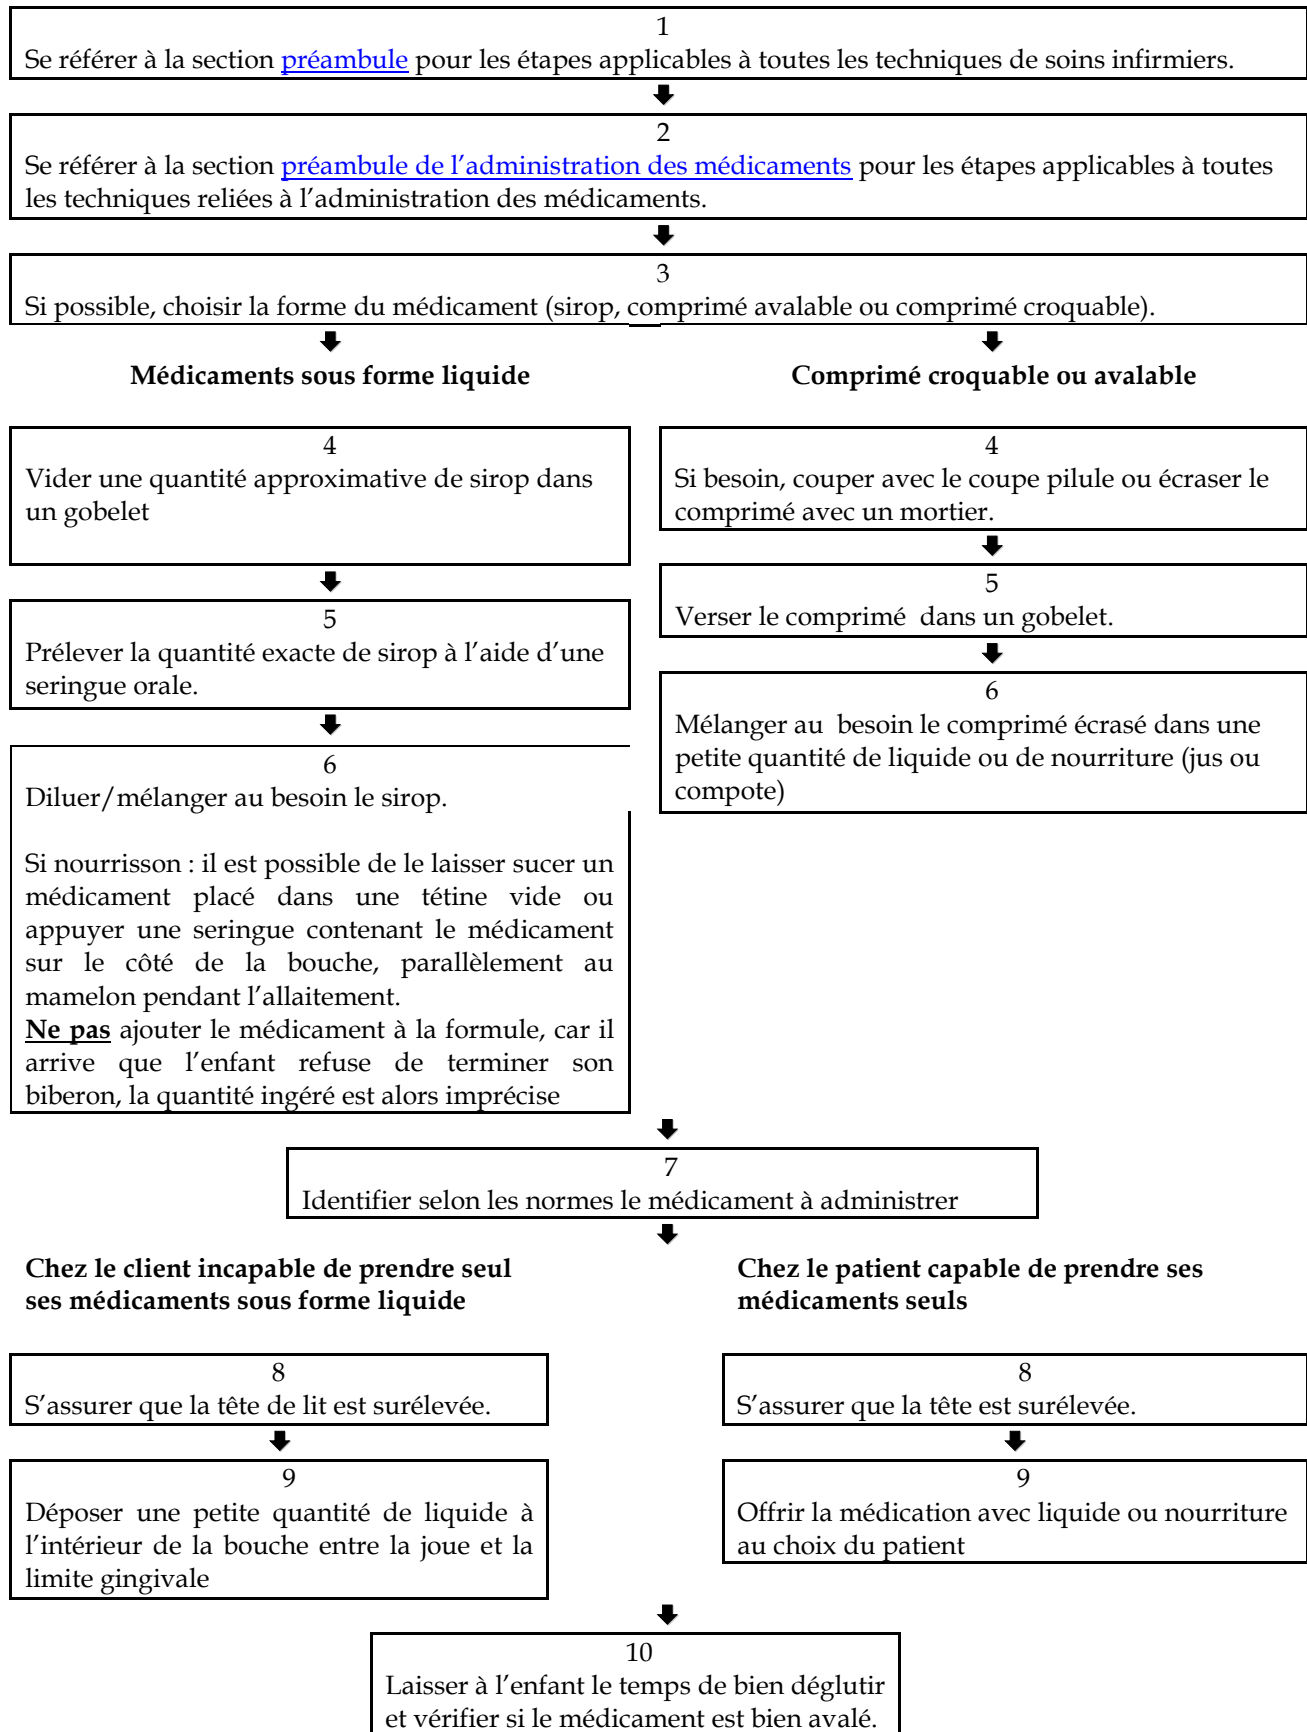 1
Se référer à la section préambule pour les étapes applicables à toutes les techniques de soins infirmiers.
2
Se référer à la section préambule de l’administration des médicaments pour les étapes applicables à toutes
les techniques reliées à l’administration des médicaments.
3
Si possible, choisir la forme du médicament (sirop, comprimé avalable ou comprimé croquable).
Médicaments sous forme liquide
4
Vider une quantité approximative de sirop dans
un gobelet
5
Prélever la quantité exacte de sirop à l’aide d’une
seringue orale.
6
Diluer/mélanger au besoin le sirop.
Si nourrisson : il est possible de le laisser sucer un
médicament placé dans une tétine vide ou
appuyer une seringue contenant le médicament
sur le côté de la bouche, parallèlement au
mamelon pendant l’allaitement.
Ne pas ajouter le médicament à la formule, car il
arrive que l’enfant refuse de terminer son
biberon, la quantité ingéré est alors imprécise
Comprimé croquable ou avalable
4
Si besoin, couper avec le coupe pilule ou écraser le
comprimé avec un mortier.
5
Verser le comprimé dans un gobelet.
6
Mélanger au besoin le comprimé écrasé dans une
petite quantité de liquide ou de nourriture (jus ou
compote)
7
Identifier selon les normes le médicament à administrer
Chez le client incapable de prendre seul
ses médicaments sous forme liquide
8
S’assurer que la tête de lit est surélevée.
9
Déposer une petite quantité de liquide à
l’intérieur de la bouche entre la joue et la
limite gingivale
Chez le patient capable de prendre ses
médicaments seuls
8
S’assurer que la tête est surélevée.
9
Offrir la médication avec liquide ou nourriture
au choix du patient
10
Laisser à l’enfant le temps de bien déglutir
et vérifier si le médicament est bien avalé.